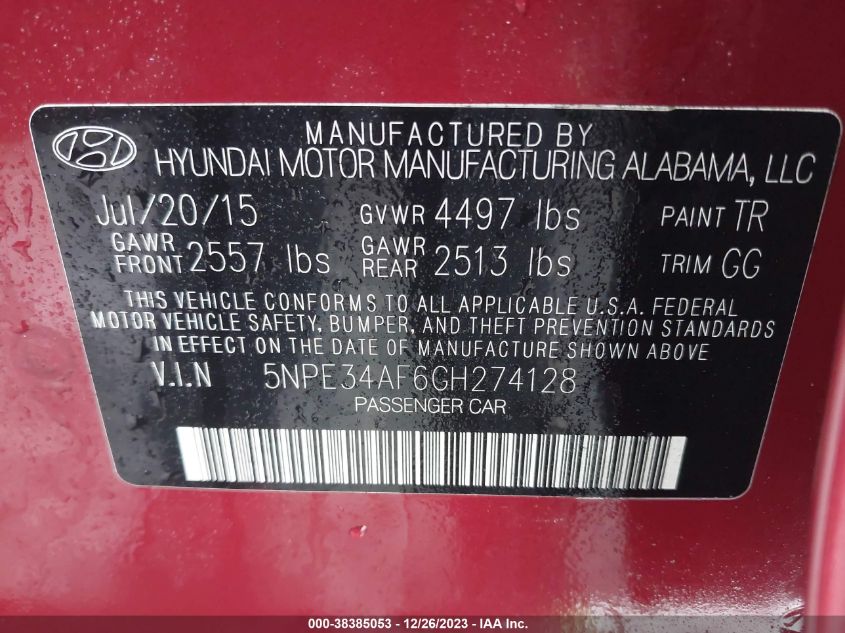 MANUFACTURED BY
HYUNDAI MOTOR MANUFACTURING ALABAMA, LLC
Jul/20/15 GVWR 4497 lbs PAINT TR
GAWR FRONT 2557 lbs GAWR REAR 2513 lbs TRIM GG
THIS VEHICLE CONFORMS TO ALL APPLICABLE U.S.A. FEDERAL
MOTOR VEHICLE SAFETY, BUMPER, AND THEFT PREVENTION STANDARDS
IN EFFECT ON THE DATE OF MANUFACTURE SHOWN ABOVE
V.I.N 5NPE34AF6GH274128
PASSENGER CAR
000-38385053 - 12/26/2023 - IAA Inc.